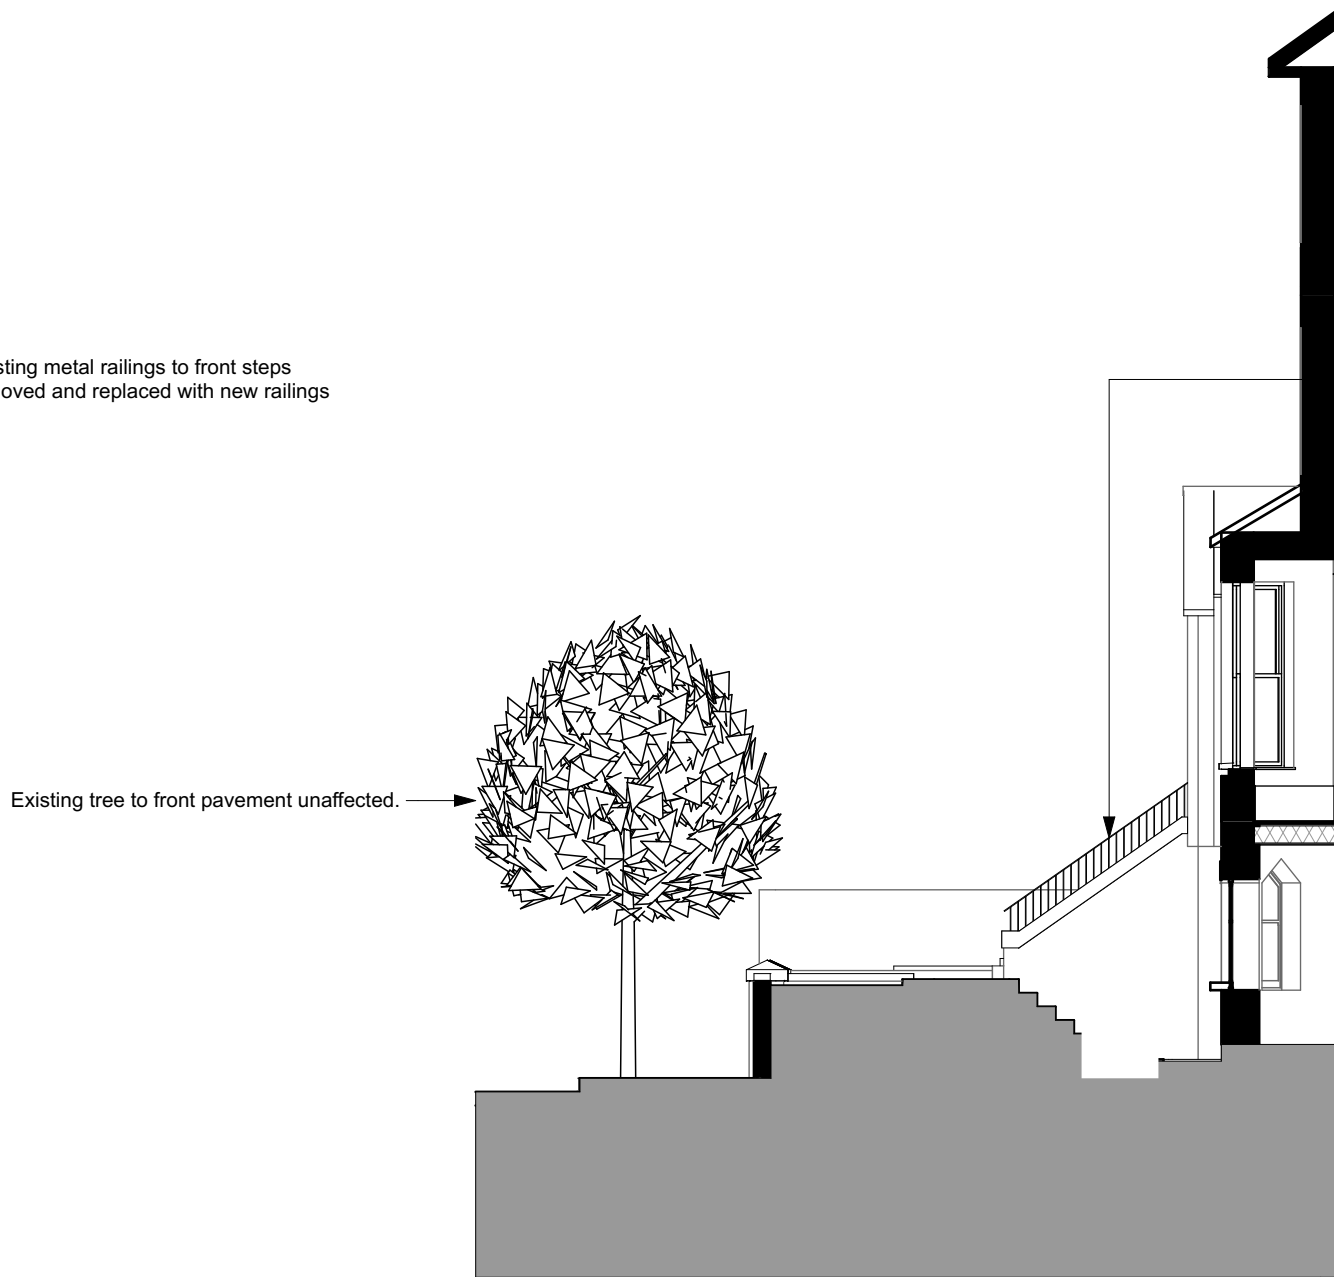 sting metal railings to front steps
oved and replaced with new railings
Existing tree to front pavement unaffected.